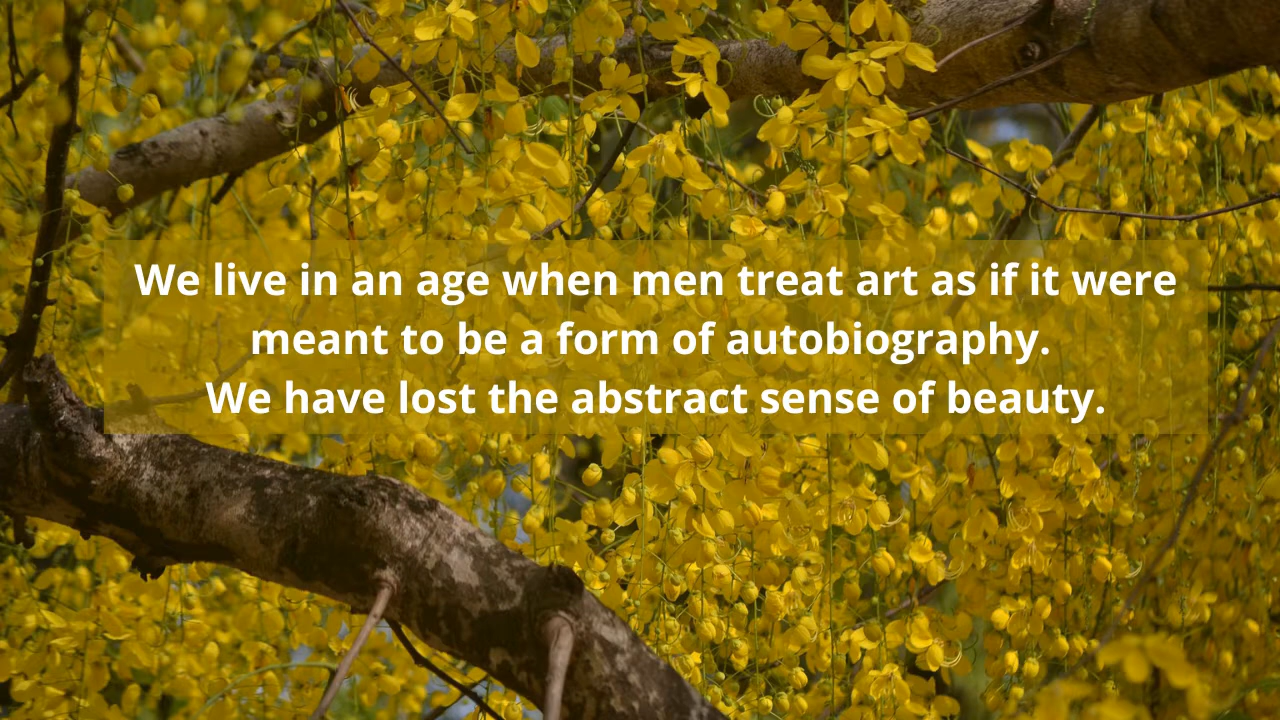 We live in an age when men treat art as if it were
meant to be a form of autobiography.
We have lost the abstract sense of beauty.